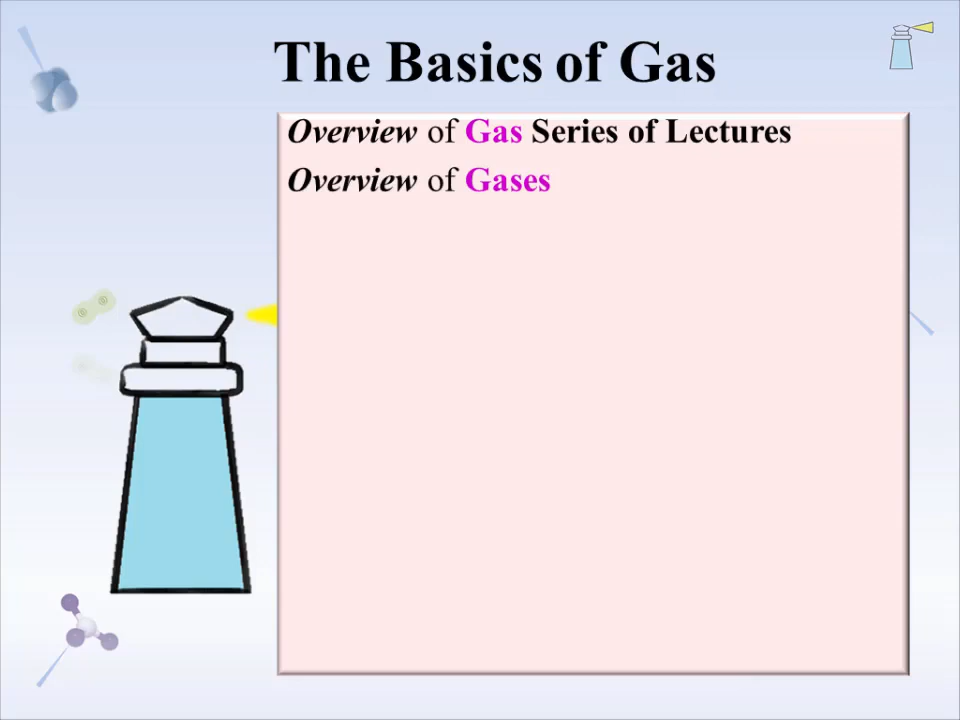 The Basics of Gas
Overview of Gas Series of Lectures
Overview of Gases